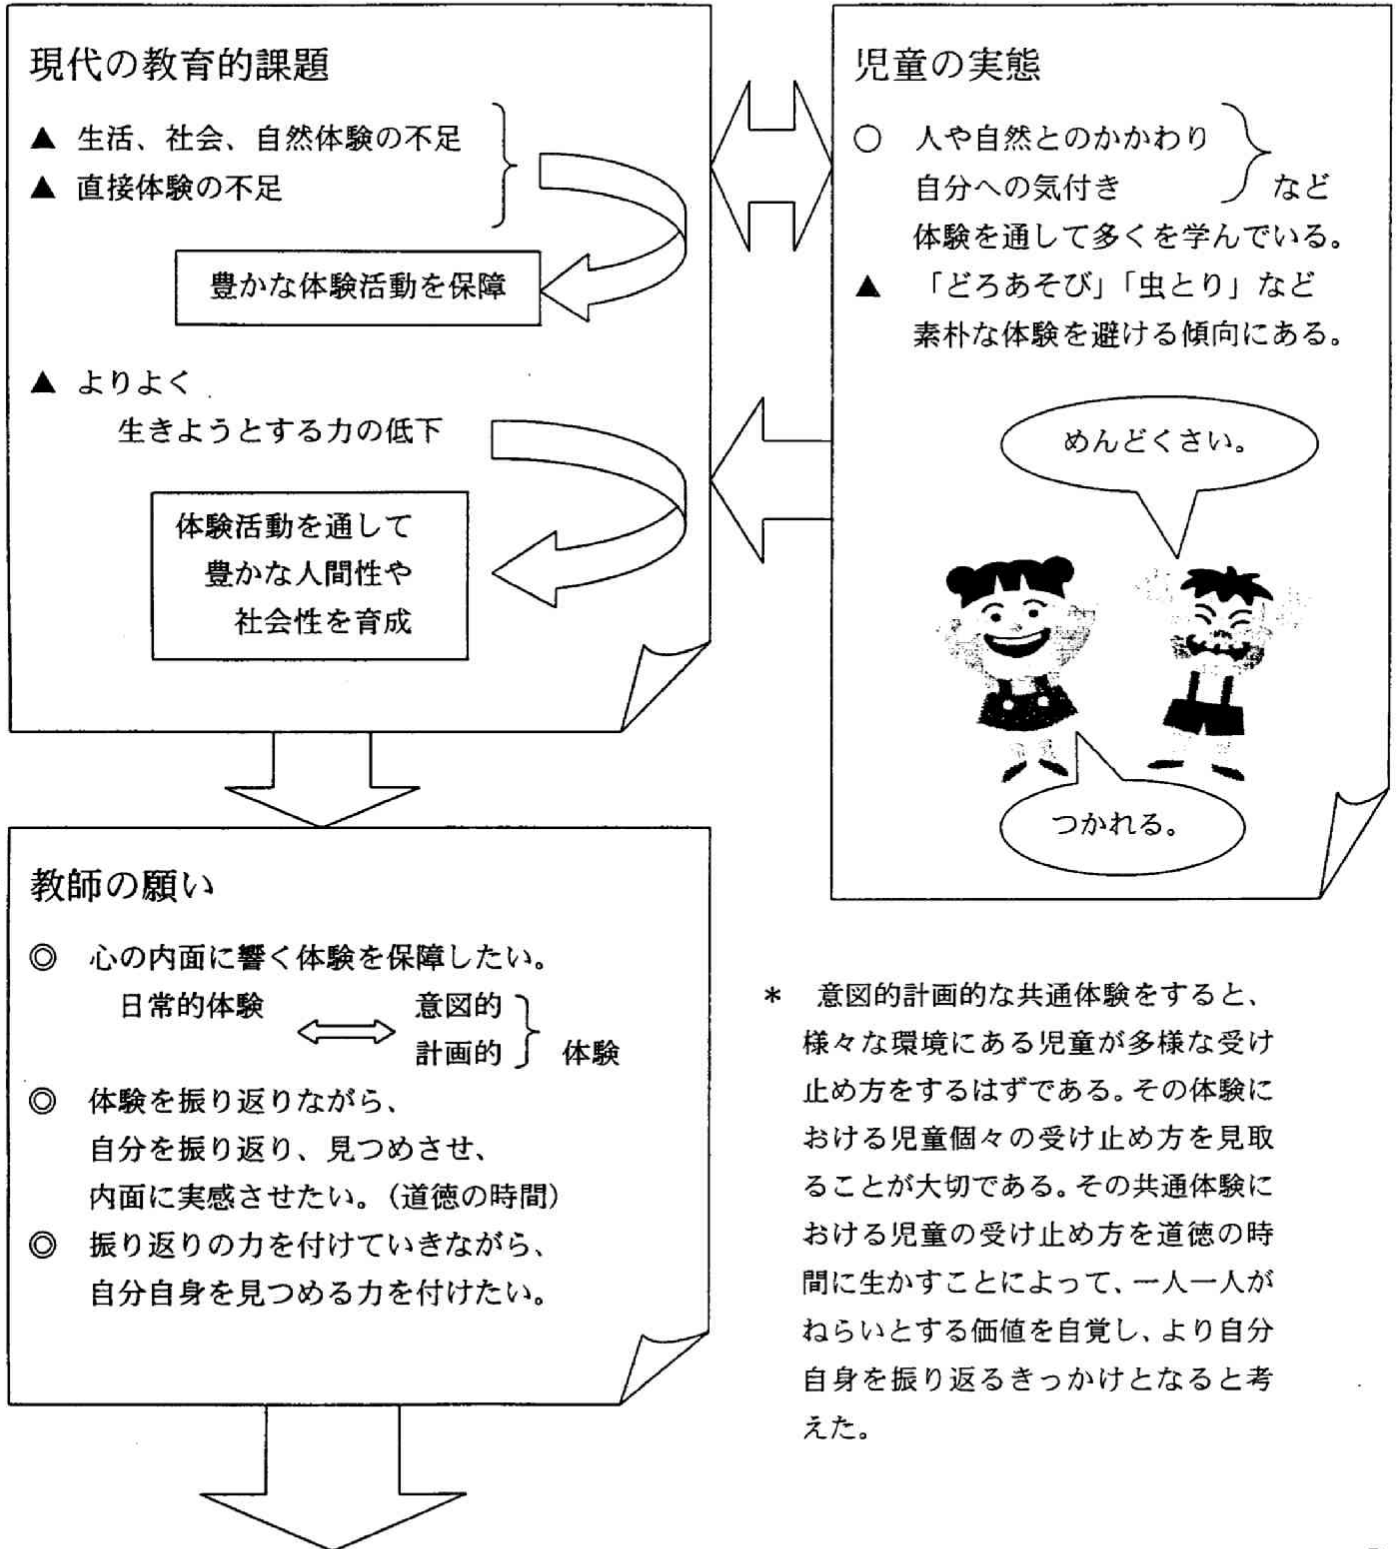 現代の教育的課題
▲ 生活、社会、自然体験の不足
▲ 直接体験の不足
豊かな体験活動を保障
▲ よりよく
生きようとする力の低下
体験活動を通して
豊かな人間性や
社会性を育成
児童の実態
○ 人や自然とのかかわり
自分への気付き など
体験を通して多くを学んでいる。
▲ 「どろあそび」「虫とり」など
素朴な体験を避ける傾向にある。
めんどくさい。
つかれる。
教師の願い
◎ 心の内面に響く体験を保障したい。
日常的体験 意図的
計画的 体験
◎ 体験を振り返りながら、
自分を振り返り、見つめさせ、
内面に実感させたい。(道徳の時間)
◎ 振り返りの力を付けていきながら、
自分自身を見つめる力を付けたい。
* 意図的計画的な共通体験をすると、
様々な環境にある児童が多様な受け
止め方をするはずである。その体験に
おける児童個々の受け止め方を見取
ることが大切である。その共通体験に
おける児童の受け止め方を道徳の時
間に生かすことによって、一人一人が
ねらいとする価値を自覚し、より自分
自身を振り返るきっかけとなると考
えた。